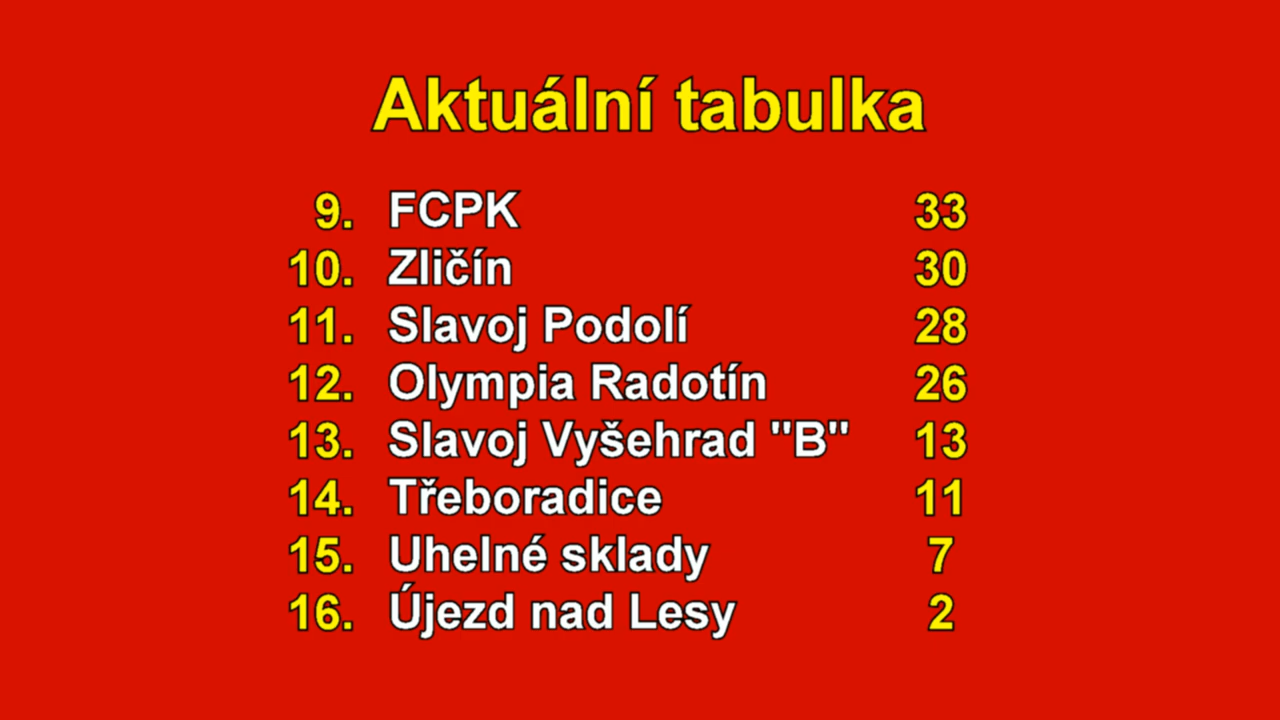 Aktuální tabulka
9. FCPK 33
10. Zličín 30
11. Slavoj Podolí 28
12. Olympia Radotín 26
13. Slavoj Vyšehrad "B" 13
14. Třeboradice 11
15. Uhelné sklady 7
16. Újezd nad Lesy 2